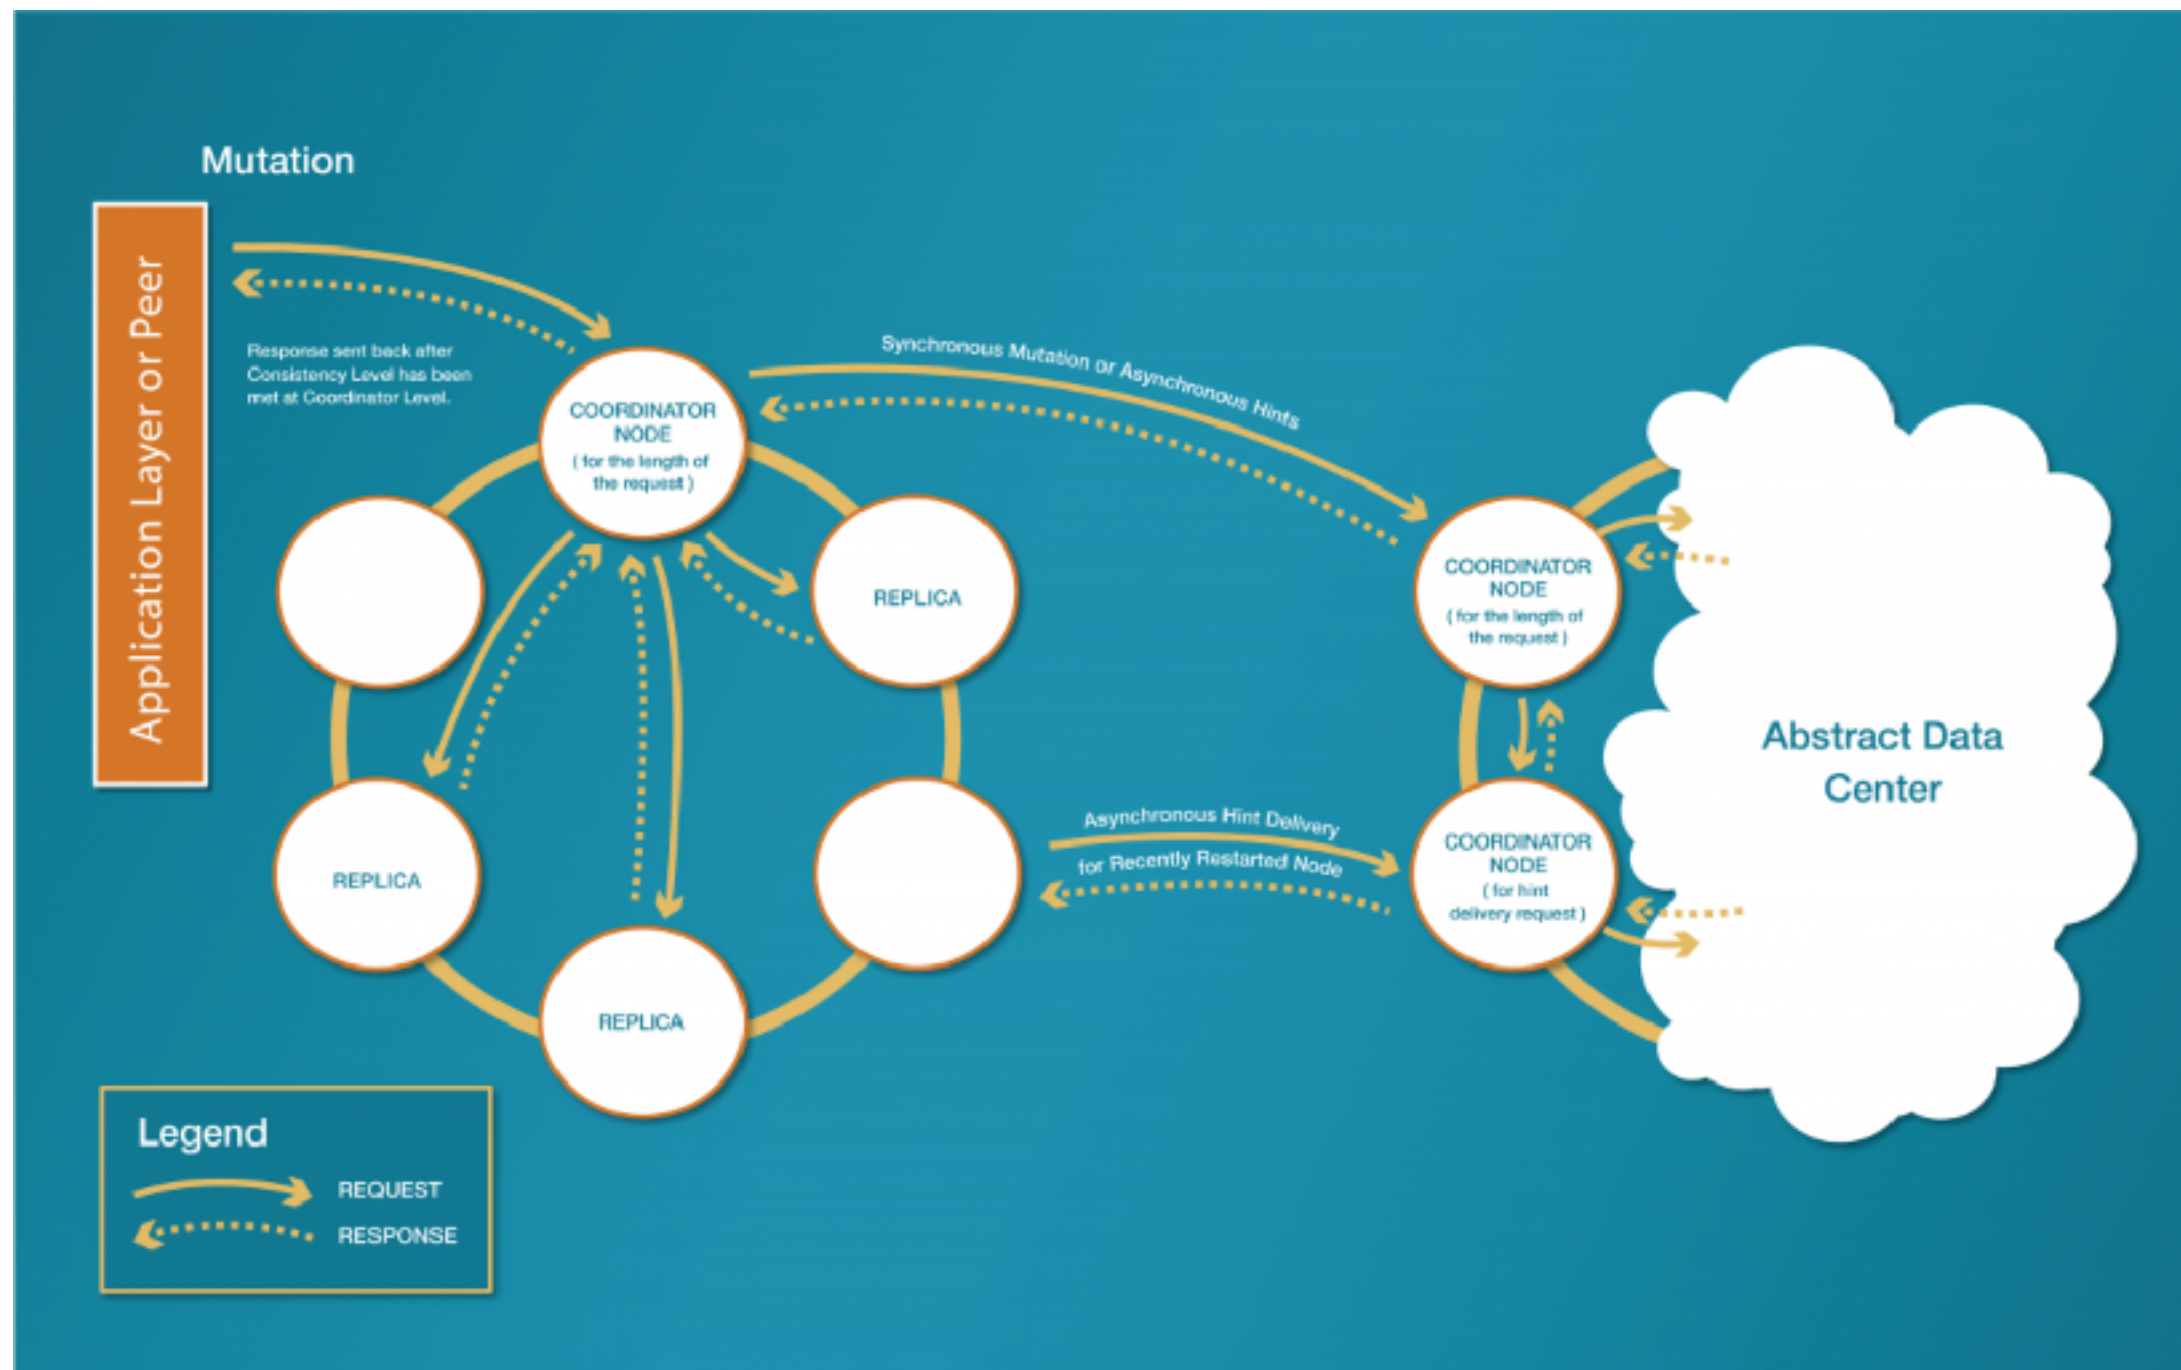 Mutation
Application Layer or Peer
Response sent back after
Consistency Level has been
met at Coordinator Level.
COORDINATOR
NODE
( for the length of
the request )
Synchronous Mutation or Asynchronous Hints
REPLICA
COORDINATOR
NODE
( for the length of
the request )
Abstract Data
Center
Asynchronous Hint Delivery
for Recently Restarted Node
COORDINATOR
NODE
( for hint
delivery request )
REPLICA
REPLICA
Legend
REQUEST
RESPONSE